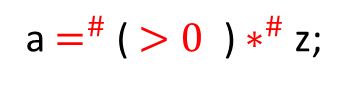 a =# ( > 0 ) *# z;